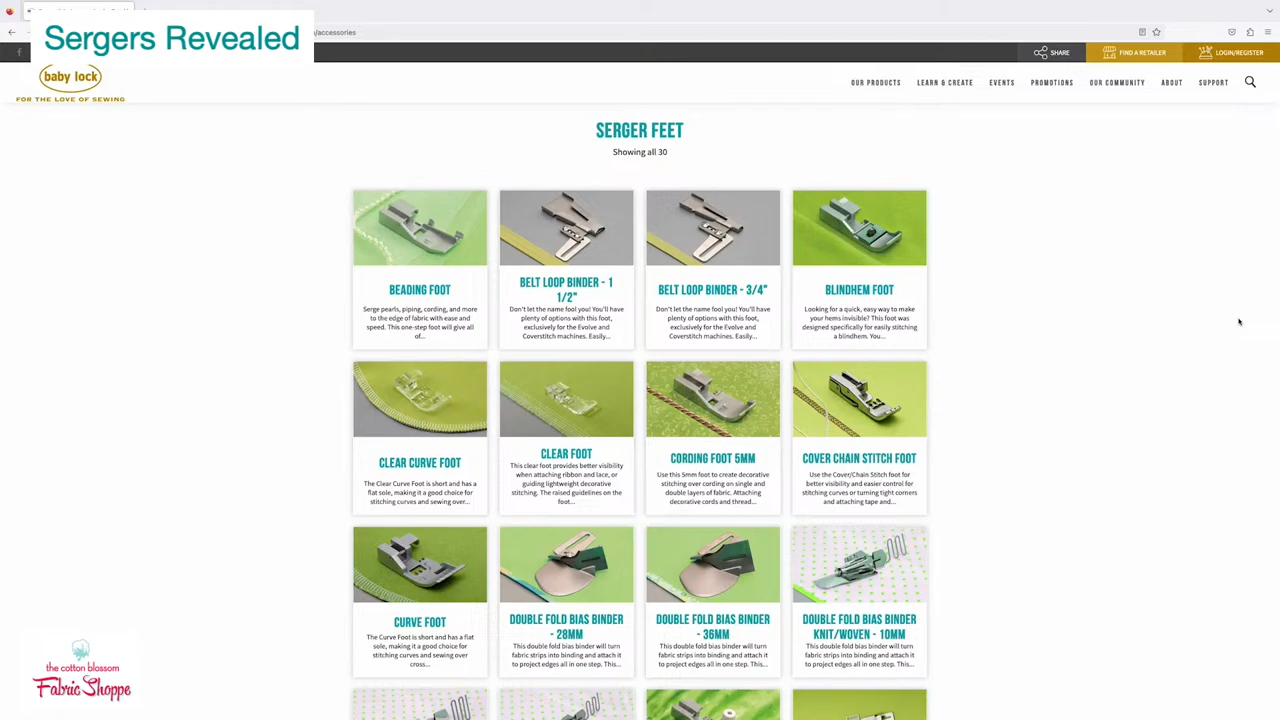 Sergers Revealed
/accessories
SHARE
FIND A RETAILER
LOGIN/REGISTER
baby lock
FOR THE LOVE OF SEWING
OUR PRODUCTS
LEARN & CREATE
EVENTS
PROMOTIONS
OUR COMMUNITY
ABOUT
SUPPORT
SERGER FEET
Showing all 30
BEADING FOOT
Serge pearls, piping, cording, and more
to the edge of fabric with ease and
speed. This one-step foot will give all
of...
BELT LOOP BINDER - 1
1/2"
Don't let the name fool you! You'll have
plenty of options with this foot,
exclusively for the Evolve and
Coverstitch machines. Easily...
BELT LOOP BINDER - 3/4"
Don't let the name fool you! You'll have
plenty of options with this foot,
exclusively for the Evolve and
Coverstitch machines. Easily...
BLINDHEM FOOT
Looking for a quick, easy way to make
your hems invisible? This foot was
designed specifically for easily stitching
a blindhem. You...
CLEAR CURVE FOOT
The Clear Curve Foot is short and has a
flat sole, making it a good choice for
stitching curves and sewing over...
CLEAR FOOT
This clear foot provides better visibility
when attaching ribbon and lace, or
guiding lightweight decorative
stitching. The raised guidelines on the
foot...
CORDING FOOT 5MM
Use this 5mm foot to create decorative
stitching over cording on single and
double layers of fabric. Attaching
decorative cords and thread...
COVER CHAIN STITCH FOOT
Use the Cover/Chain Stitch foot for
better visibility and easier control for
stitching curves or turning tight corners
and attaching tape and...
CURVE FOOT
The Curve Foot is short and has a flat
sole, making it a good choice for
stitching curves and sewing over
cross...
DOUBLE FOLD BIAS BINDER
- 28MM
This double fold bias binder will turn
fabric strips into binding and attach it
to project edges all in one step. This...
DOUBLE FOLD BIAS BINDER
- 36MM
This double fold bias binder will turn
fabric strips into binding and attach it
to project edges all in one step. This...
DOUBLE FOLD BIAS BINDER
KNIT/WOVEN - 10MM
This double fold bias binder will turn
fabric strips into binding and attach it
to project edges all in one step. This...
the cotton blossom
Fabric Shoppe